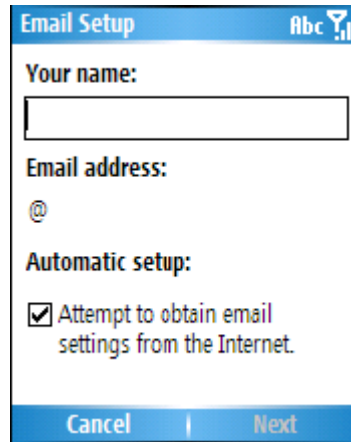 Email Setup Abc
Your name:
Email address:
@
Automatic setup:
Attempt to obtain email
settings from the Internet.
Cancel Next